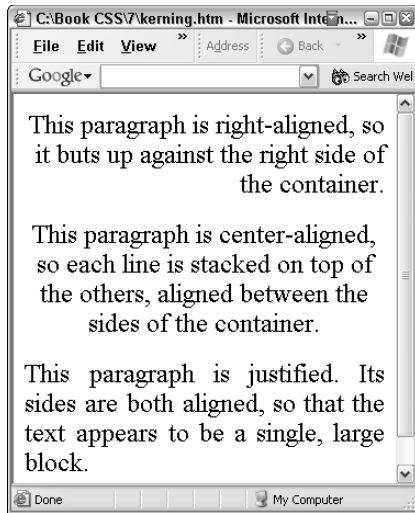 C:\Book CSS\7\kerning.htm - Microsoft Inte n...
File Edit View » Address Back »
Google Search Wel
This paragraph is right-aligned, so
it buts up against the right side of
the container.
This paragraph is center-aligned,
so each line is stacked on top of
the others, aligned between the
sides of the container.
This paragraph is justified. Its
sides are both aligned, so that the
text appears to be a single, large
block.
Done My Computer